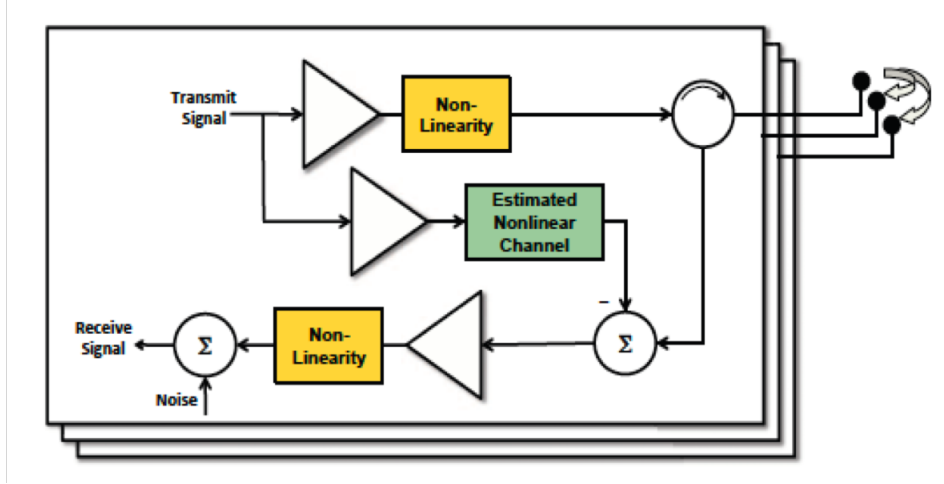 Transmit
Signal
Non-
Linearity
Estimated
Nonlinear
Channel
–
Σ
Receive
Signal
Σ
Non-
Linearity
Noise